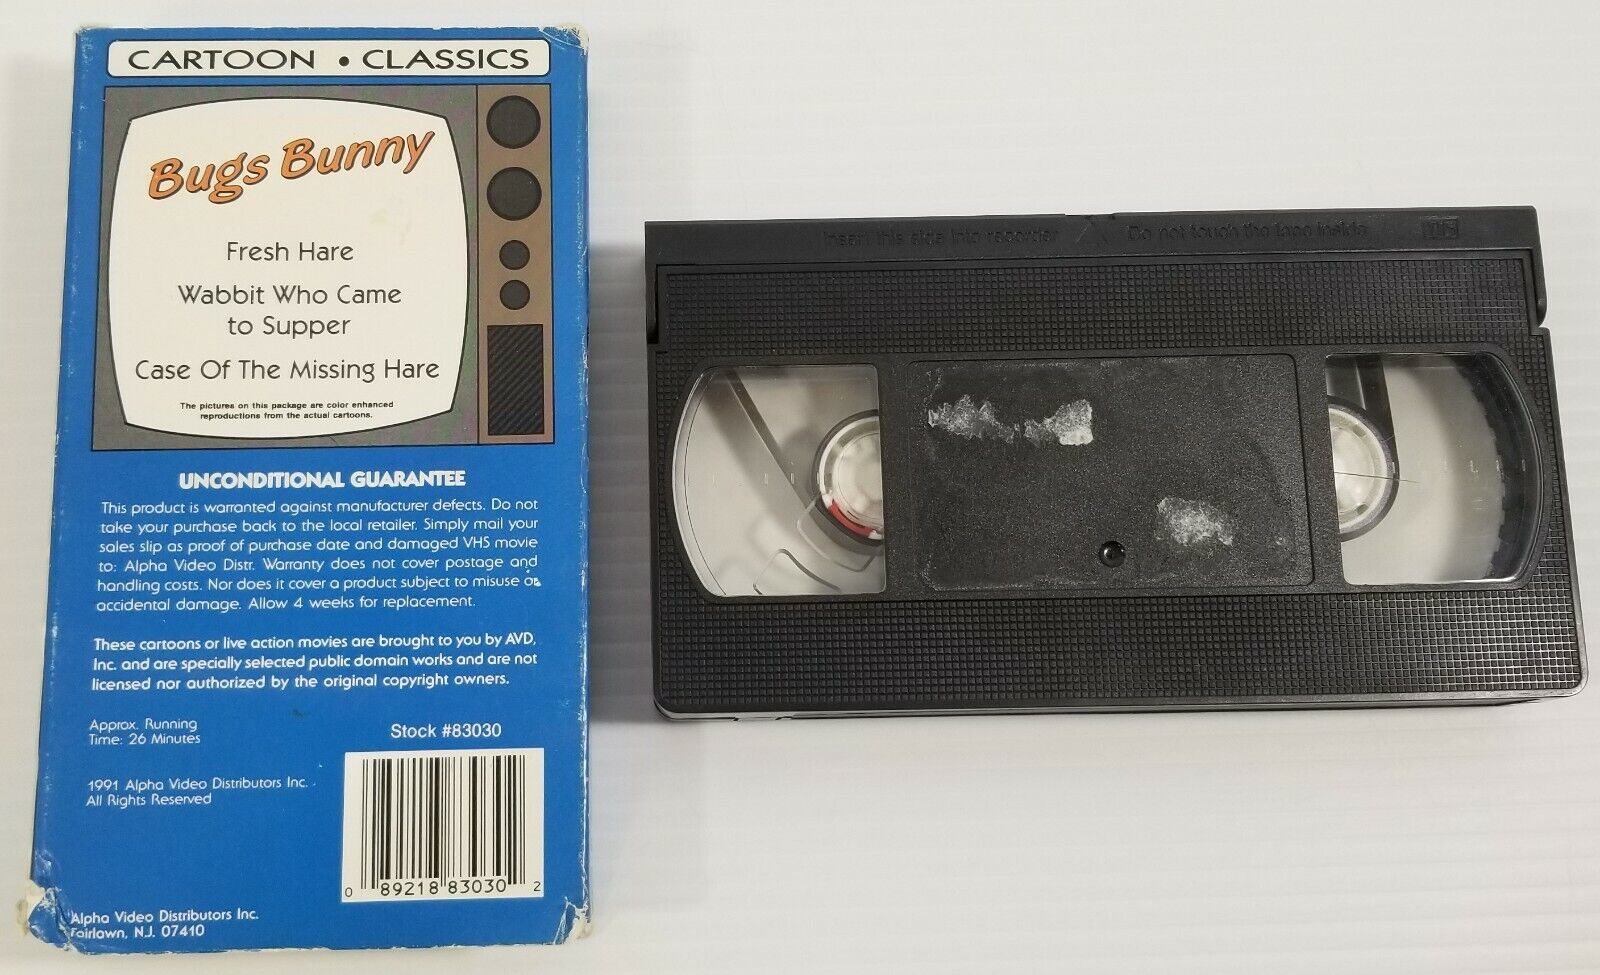 CARTOON • CLASSICS
Bugs Bunny
Fresh Hare
Wabbit Who Came
to Supper
Case Of The Missing Hare
The pictures on this package are color enhanced
reproductions from the actual cartoons.
UNCONDITIONAL GUARANTEE
This product is warranted against manufacturer defects. Do not
take your purchase back to the local retailer. Simply mail your
sales slip as proof of purchase date and damaged VHS movie
to: Alpha Video Distr. Warranty does not cover postage and
handling costs. Nor does it cover a product subject to misuse or
accidental damage. Allow 4 weeks for replacement.
These cartoons or live action movies are brought to you by AVD,
Inc. and are specially selected public domain works and are not
licensed nor authorized by the original copyright owners.
Approx. Running
Time: 26 Minutes
Stock #83030
1991 Alpha Video Distributors Inc.
All Rights Reserved
0 89218 83030 2
Alpha Video Distributors Inc.
Fairlawn, N.J. 07410
Insert this side into recorder Do not touch the tape inside VHS